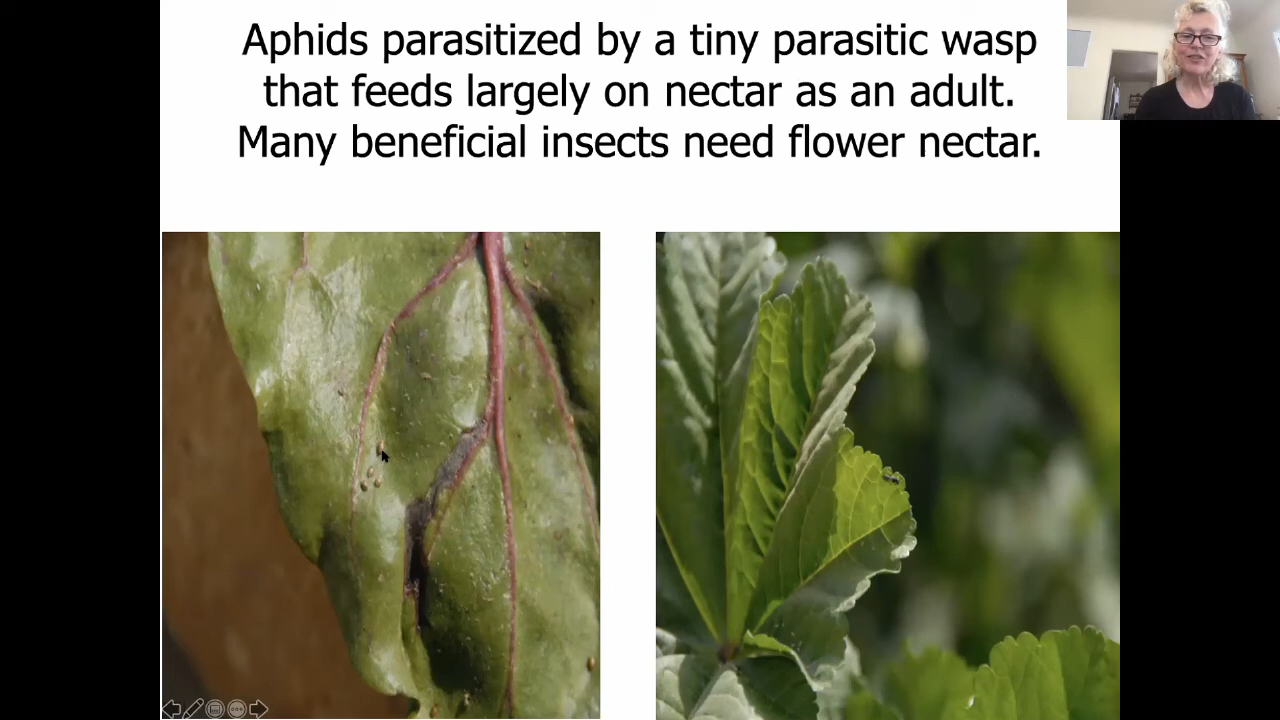 Aphids parasitized by a tiny parasitic wasp
that feeds largely on nectar as an adult.
Many beneficial insects need flower nectar.